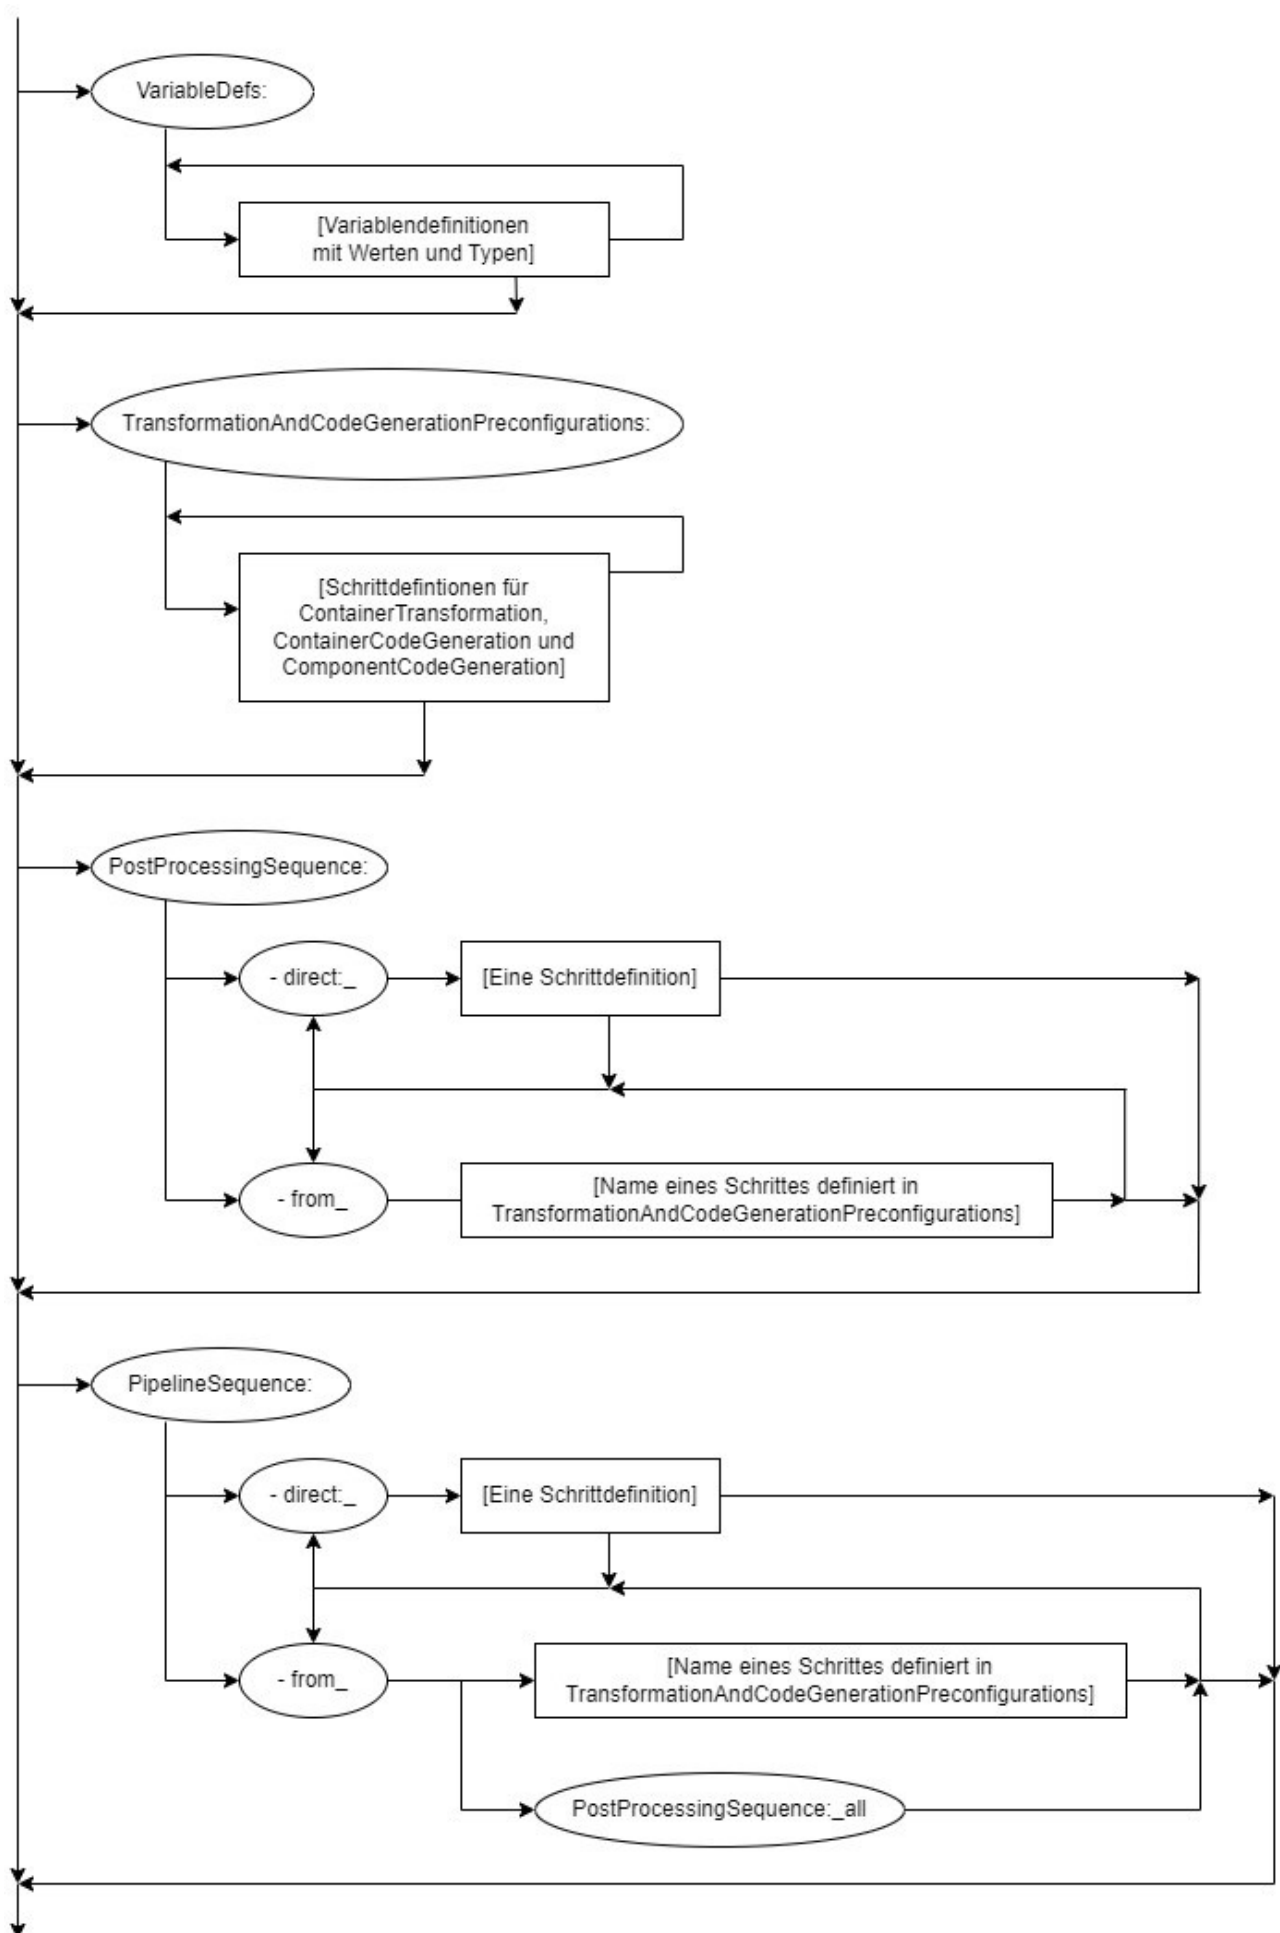 VariableDefs:
[Variablendefinitionen
mit Werten und Typen]
TransformationAndCodeGenerationPreconfigurations:
[Schrittdefintionen für
ContainerTransformation,
ContainerCodeGeneration und
ComponentCodeGeneration]
PostProcessingSequence:
- direct:_
[Eine Schrittdefinition]
- from_
[Name eines Schrittes definiert in
TransformationAndCodeGenerationPreconfigurations]
PipelineSequence:
- direct:_
[Eine Schrittdefinition]
- from_
[Name eines Schrittes definiert in
TransformationAndCodeGenerationPreconfigurations]
PostProcessingSequence:_all